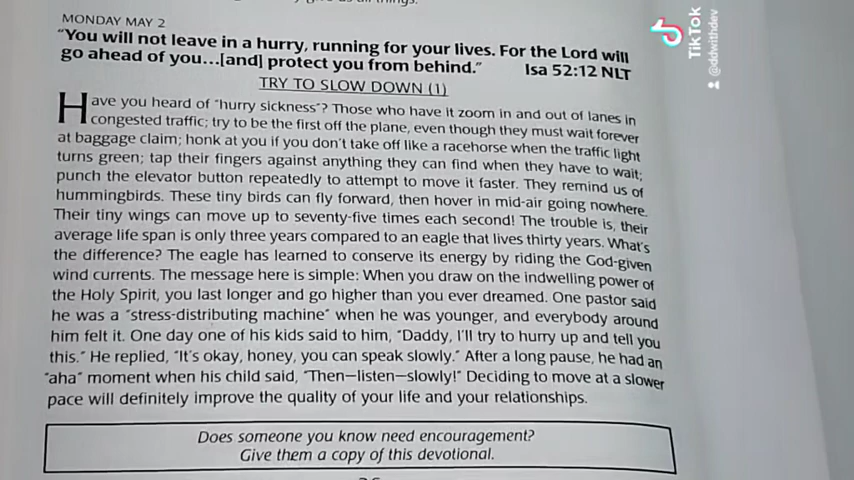 MONDAY MAY 2
"You will not leave in a hurry, running for your lives. For the Lord will
go ahead of you...[and] protect you from behind." Isa 52:12 NLT
TRY TO SLOW DOWN (1)
Have you heard of "hurry sickness"? Those who have it zoom in and out of lanes in
congested traffic; try to be the first off the plane, even though they must wait forever
at baggage claim; honk at you if you don't take off like a racehorse when the traffic light
turns green; tap their fingers against anything they can find when they have to wait;
punch the elevator button repeatedly to attempt to move it faster. They remind us of
hummingbirds. These tiny birds can fly forward, then hover in mid-air going nowhere.
Their tiny wings can move up to seventy-five times each second! The trouble is, their
average life span is only three years compared to an eagle that lives thirty years. What's
the difference? The eagle has learned to conserve its energy by riding the God-given
wind currents. The message here is simple: When you draw on the indwelling power of
the Holy Spirit, you last longer and go higher than you ever dreamed. One pastor said
he was a "stress-distributing machine" when he was younger, and everybody around
him felt it. One day one of his kids said to him, "Daddy, I'll try to hurry up and tell you
this." He replied, "It's okay, honey, you can speak slowly." After a long pause, he had an
"aha" moment when his child said, "Then—listen—slowly!" Deciding to move at a slower
pace will definitely improve the quality of your life and your relationships.
Does someone you know need encouragement?
Give them a copy of this devotional.
TikTok
@ddwithdev